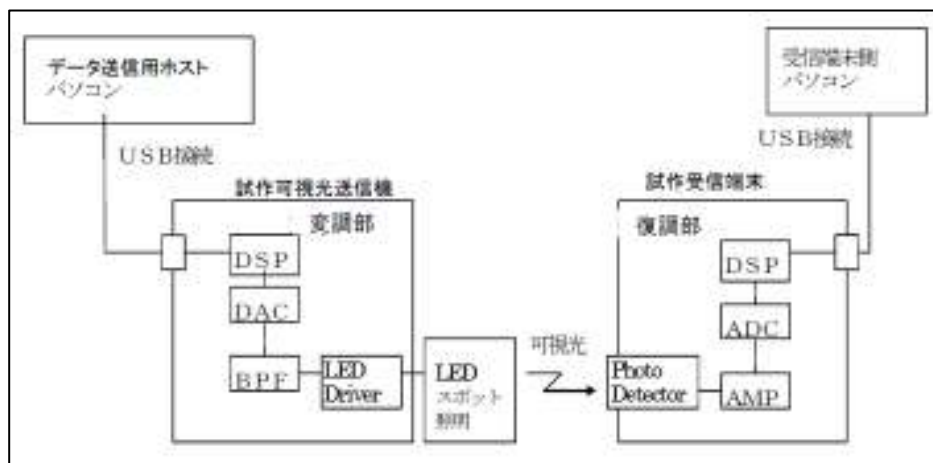 データ送信用ホスト
パソコン
USB接続
試作可視光送信機
変調部
DSP
DAC
BPF
LED
Driver
LED
スポット
照明
可視光
受信端末側
パソコン
USB接続
試作受信端末
復調部
DSP
ADC
AMP
Photo
Detector